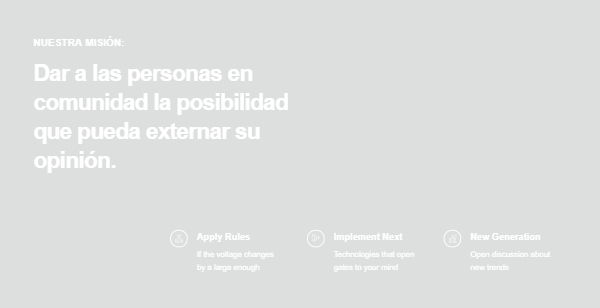 NUESTRA MISIÓN:
Dar a las personas en
comunidad la posibilidad
que pueda externar su
opinión.
Apply Rules
If the voltage changes
by a large enough
Implement Next
Technologies that open
gates to your mind
New Generation
Open discussion about
new trends